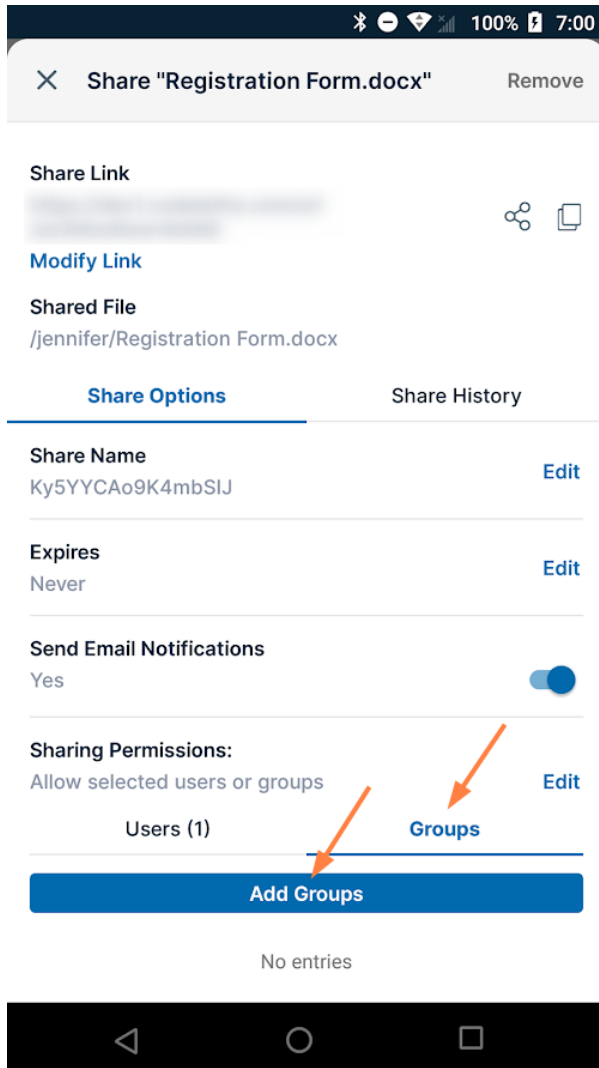 100% 7:00
Share "Registration Form.docx" Remove
Share Link
Modify Link
Shared File
/jennifer/Registration Form.docx
Share Options Share History
Share Name
Edit
Ky5YYCAo9K4mbSIJ
Expires
Edit
Never
Send Email Notifications
Yes
Sharing Permissions:
Allow selected users or groups Edit
Users (1) Groups
Add Groups
No entries